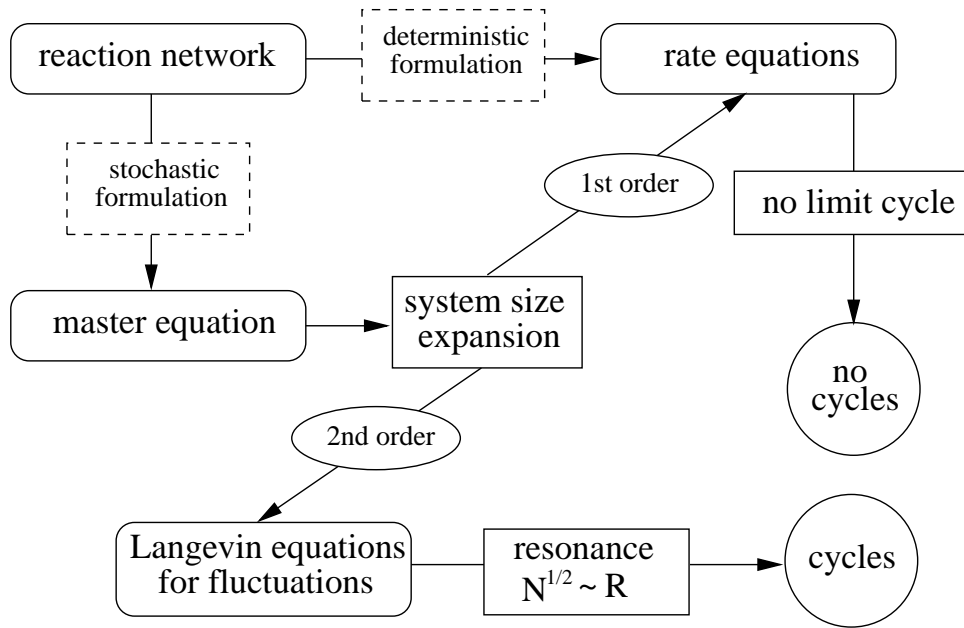 reaction network
deterministic
formulation
rate equations
stochastic
formulation
1st order
no limit cycle
master equation
system size
expansion
no
cycles
2nd order
Langevin equations
for fluctuations
resonance
N^{1/2} ~ R
cycles